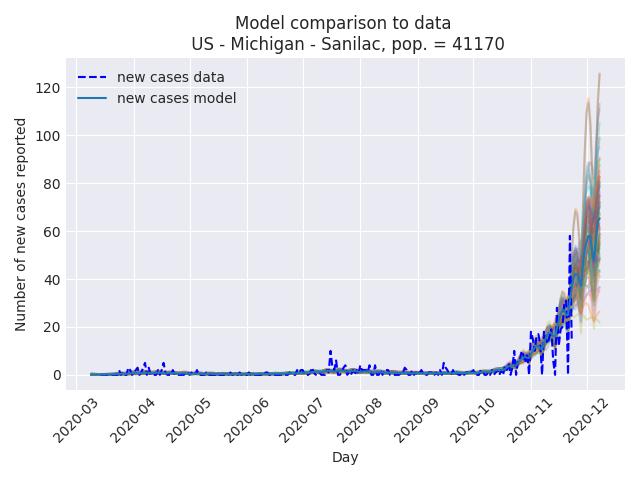 Model comparison to data
US - Michigan - Sanilac, pop. = 41170
new cases data
new cases model
Number of new cases reported
120
100
80
60
40
20
0
2020-03
2020-04
2020-05
2020-06
2020-07
2020-08
2020-09
2020-10
2020-11
2020-12
Day